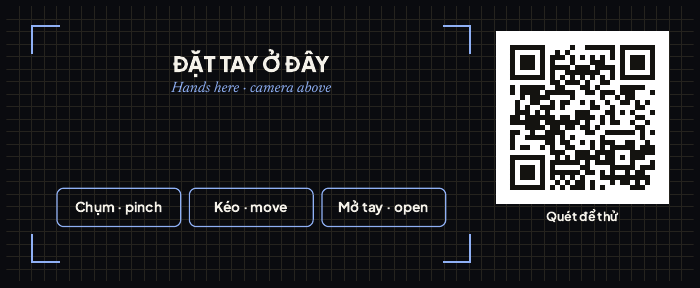 ĐẶT TAY Ở ĐÂY
Hands here · camera above
Chụm · pinch
Kéo · move
Mở tay · open
Quét để thử